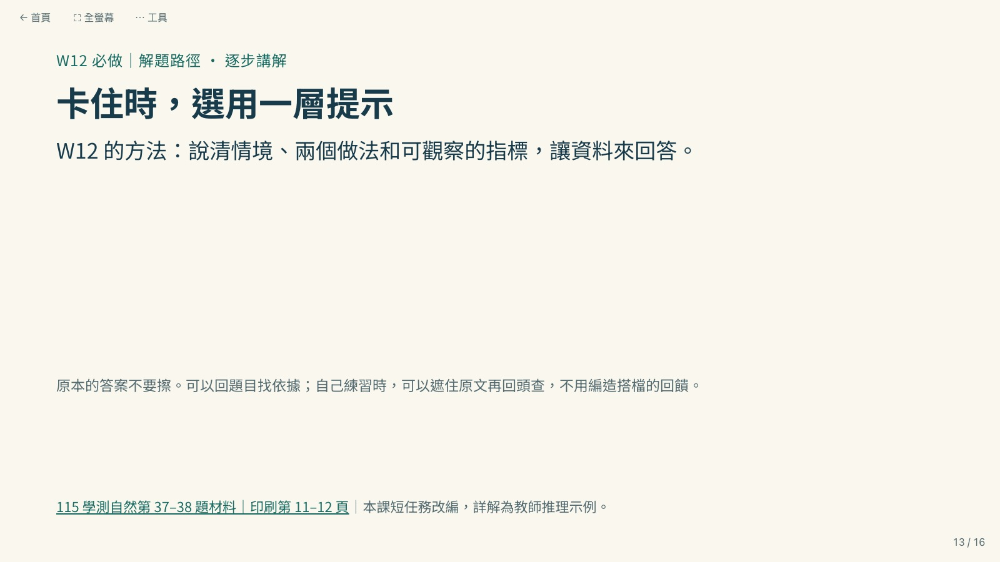 ← 首頁
全螢幕
··· 工具
W12 必做｜解題路徑 · 逐步講解
卡住時，選用一層提示
W12 的方法：說清情境、兩個做法和可觀察的指標，讓資料來回答。
原本的答案不要擦。可以回題目找依據；自己練習時，可以遮住原文再回頭查，不用編造搭檔的回饋。
115 學測自然第 37–38 題材料｜印刷第 11–12 頁｜本課短任務改編，詳解為教師推理示例。
13 / 16